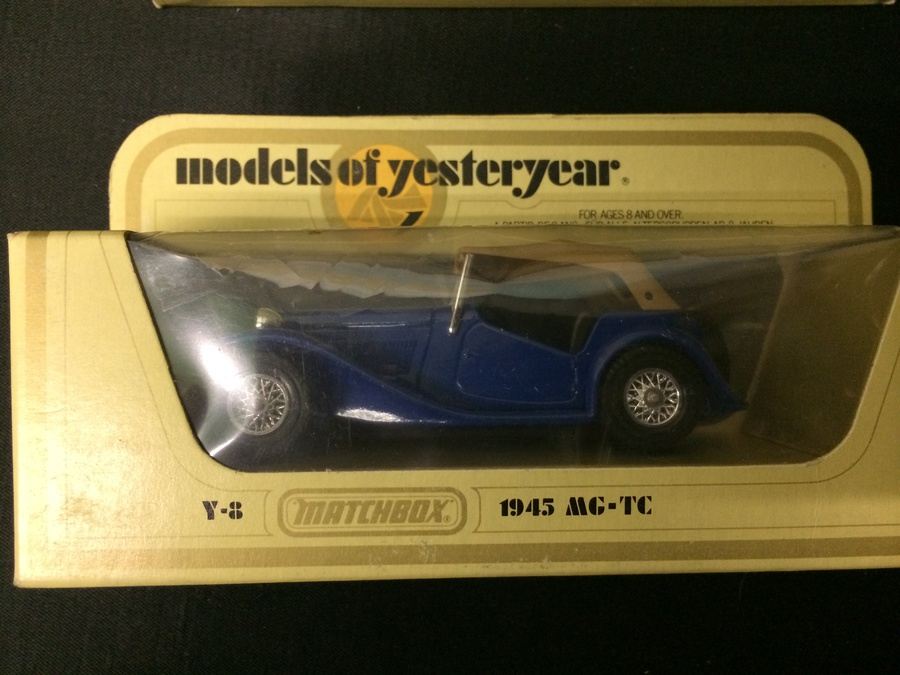 models of yesteryear®
FOR AGES 8 AND OVER.
Y-8 MATCHBOX® 1945 MG-TC